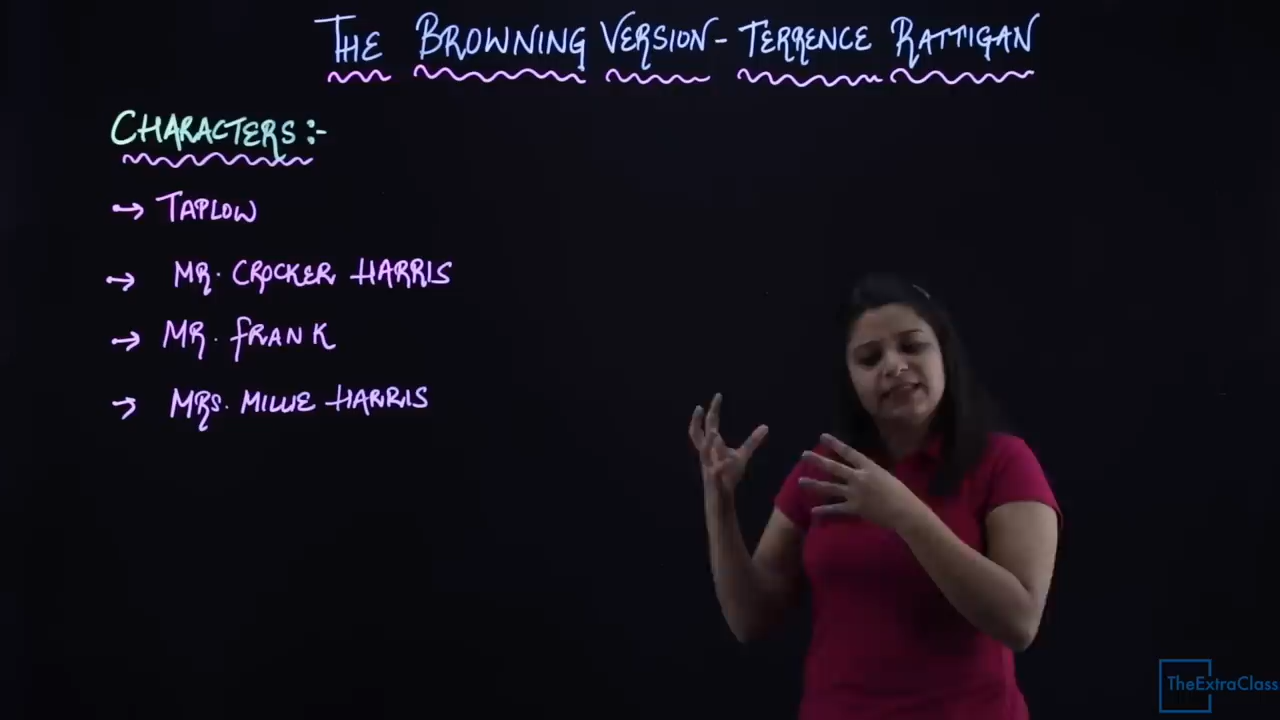 THE BROWNING VERSION - TERRENCE RATTIGAN
CHARACTERS :-
→ TAPLOW
→ MR. CROCKER HARRIS
→ MR. FRANK
→ MRS. MILLIE HARRIS
TheExtraClass